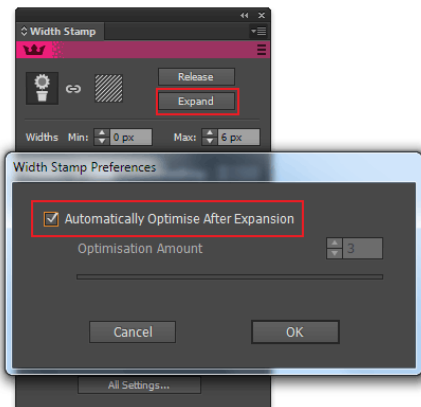 Width Stamp
Release
Expand
Widths Min: 0 px Max: 6 px
Width Stamp Preferences
Automatically Optimise After Expansion
Optimisation Amount 3
Cancel OK
All Settings...